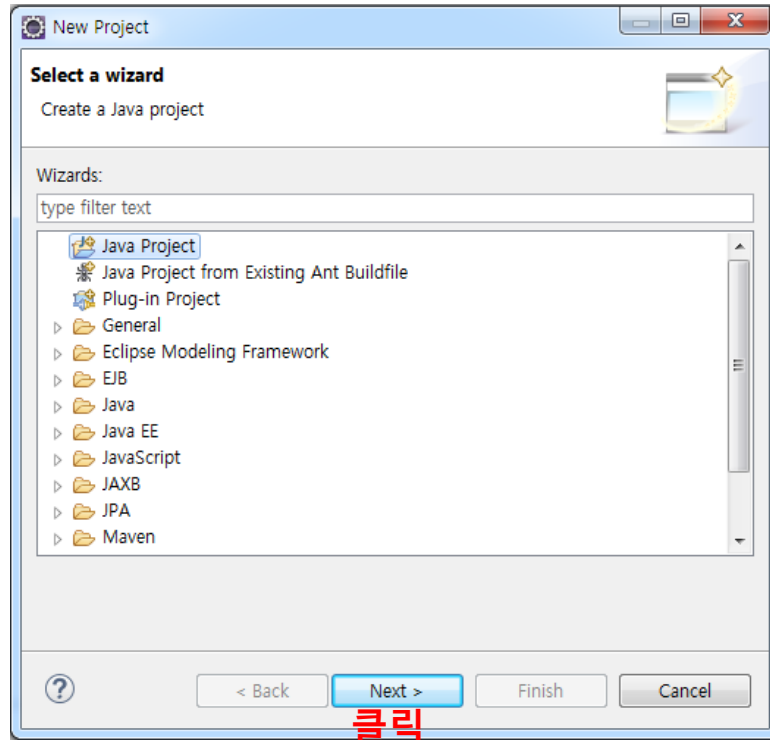 New Project
Select a wizard
Create a Java project
Wizards:
type filter text
Java Project
Java Project from Existing Ant Buildfile
Plug-in Project
General
Eclipse Modeling Framework
EJB
Java
Java EE
JavaScript
JAXB
JPA
Maven
? < Back Next > Finish Cancel
클릭